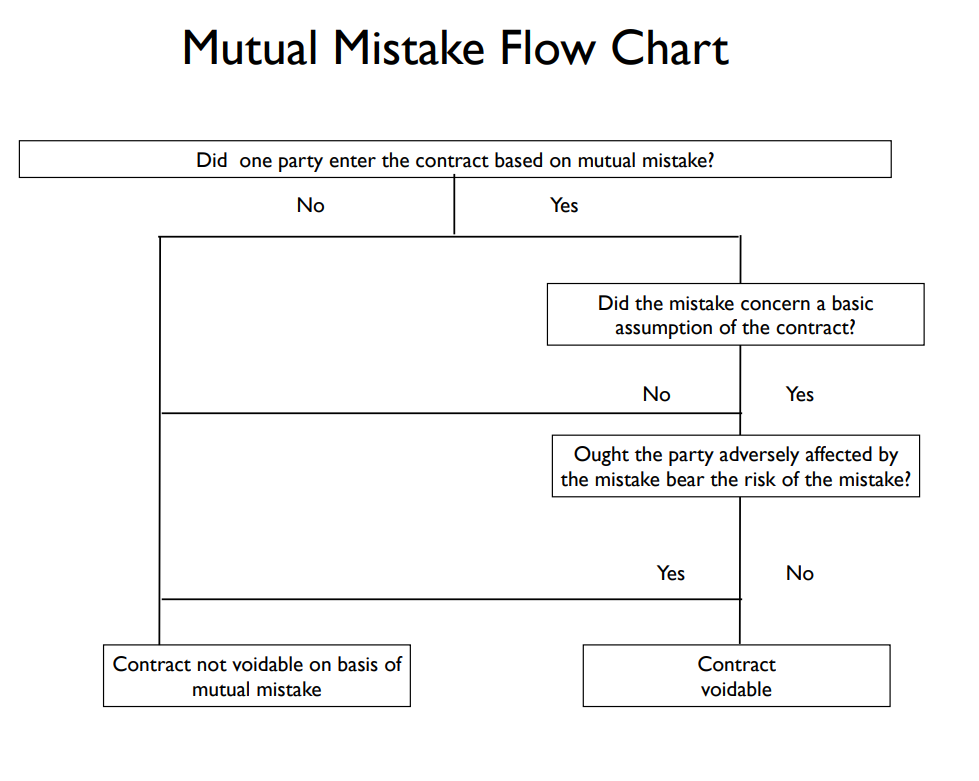 Mutual Mistake Flow Chart
Did one party enter the contract based on mutual mistake?
No
Yes
Did the mistake concern a basic
assumption of the contract?
No
Yes
Ought the party adversely affected by
the mistake bear the risk of the mistake?
Yes
No
Contract not voidable on basis of
mutual mistake
Contract
voidable